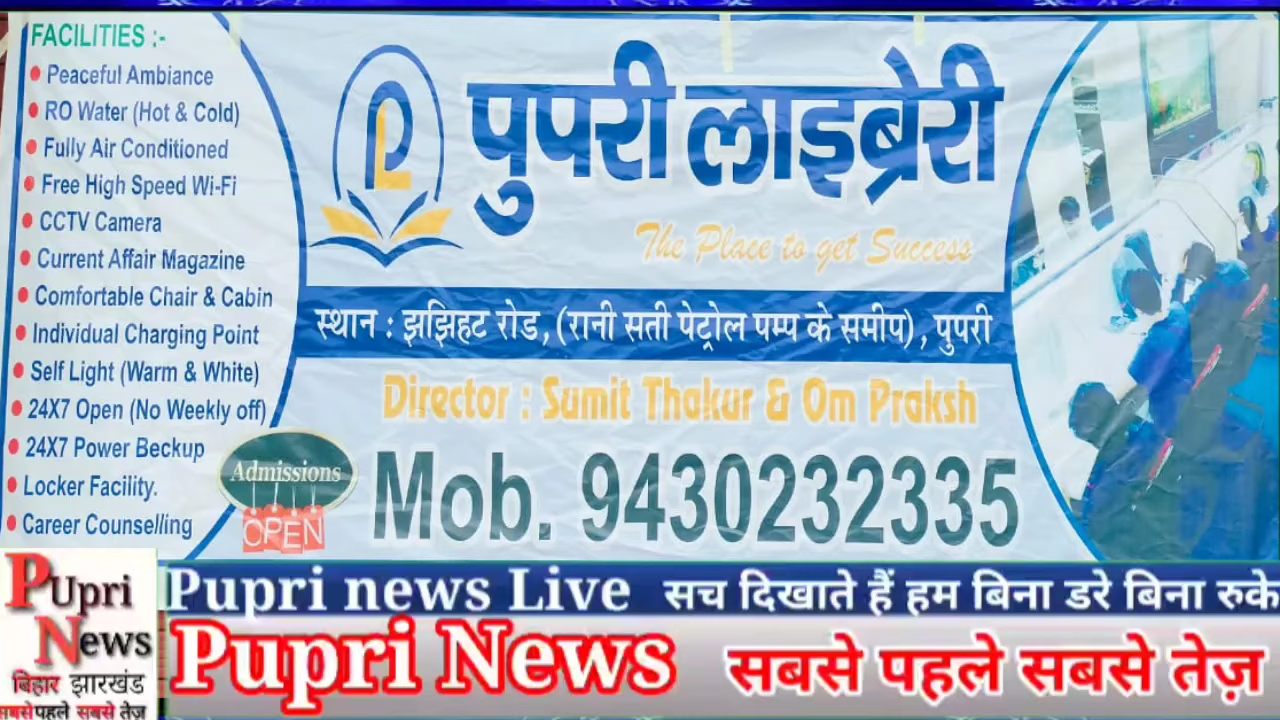 FACILITIES :-
Peaceful Ambiance
RO Water (Hot & Cold)
Fully Air Conditioned
Free High Speed Wi-Fi
CCTV Camera
Current Affair Magazine
Comfortable Chair & Cabin
Individual Charging Point
Self Light (Warm & White)
24X7 Open (No Weekly off)
24X7 Power Beckup
Locker Facility.
Career Counselling
पुपरी लाइब्रेरी
The Place to get Success
स्थान : झझिहट रोड, (रानी सती पेट्रोल पम्प के समीप), पुपरी
Director : Sumit Thakur & Om Praksh
Admissions
OPEN
Mob. 9430232335
Pupri
News
बिहार झारखंड
सबसे पहले सबसे तेज़
Pupri news Live सच दिखाते हैं हम बिना डरे बिना रुके
Pupri News सबसे पहले सबसे तेज़